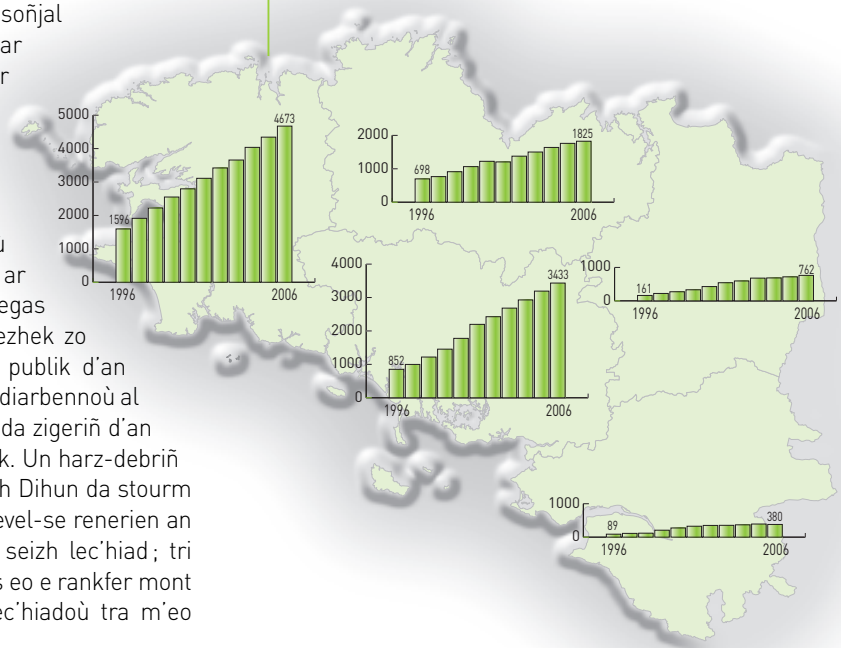 soñjal
ar
r
u
ar
egas
ezhek zo
publik d'an
diarbennoù al
da zigeriñ d'an
k. Un harz-debriñ
h Dihun da stourm
evel-se renerien an
seizh lec'hiad ; tri
s eo e rankfer mont
ec'hiadoù tra m'eo
5000
4000
3000
2000
1000
0
1596
4673
1996
2006
2000
1000
0
698
1825
1996
2006
4000
3000
2000
1000
0
852
3433
1996
2006
1000
0
161
762
1996
2006
1000
0
89
380
1996
2006